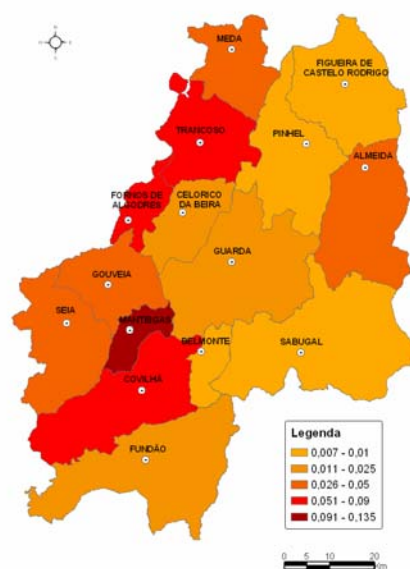 MEDA
FIGUEIRA DE
CASTELO RODRIGO
TRANCOSO
PINHEL
ALMEIDA
FORNOS DE
ALGODRES
CELORICO
DA BEIRA
GUARDA
GOUVEIA
SEIA
MANTEIGAS
BELMONTE
SABUGAL
COVILHÃ
FUNDÃO
Legenda
0,007 - 0,01
0,011 - 0,025
0,026 - 0,05
0,051 - 0,09
0,091 - 0,135
0 5 10 15 20
Km